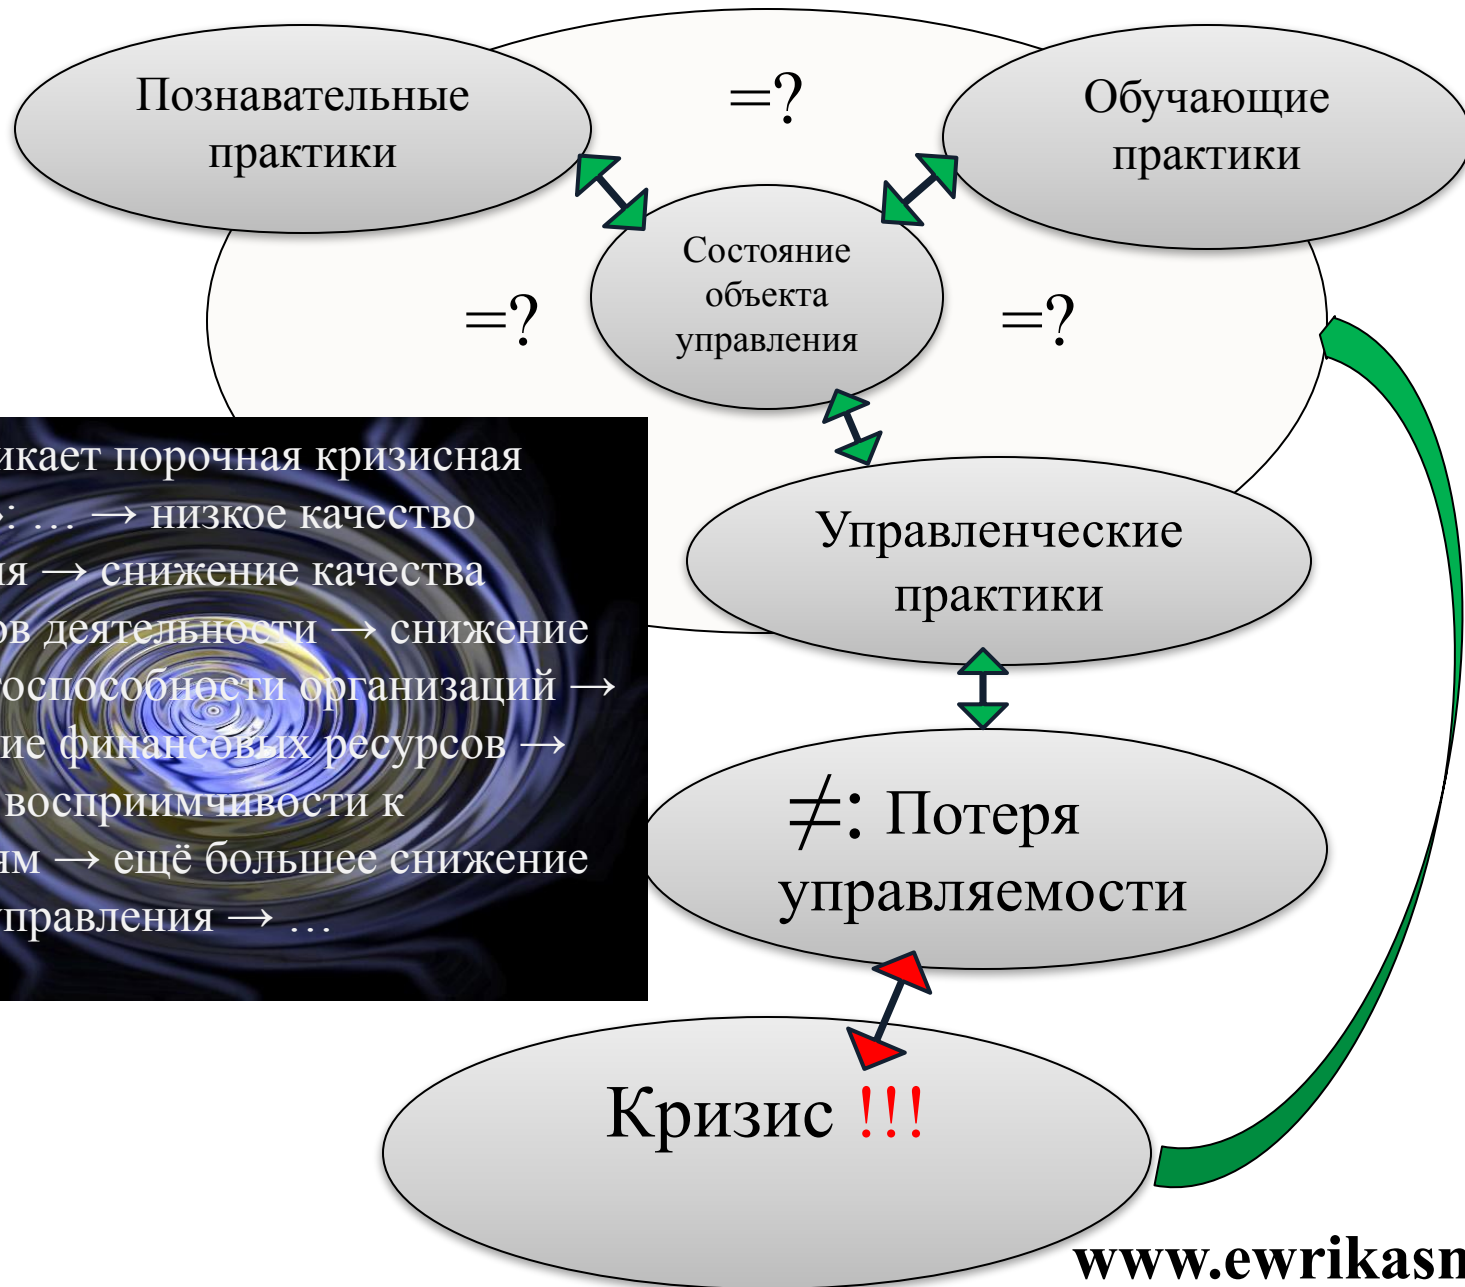 Познавательные
практики
=?
Обучающие
практики
Состояние
объекта
управления
=?
=?
икает порочная кризисная
: … → низкое качество
ия → снижение качества
ов деятельности → снижение
тоспособности организаций →
ие финансовых ресурсов →
восприимчивости к
ям → ещё большее снижение
управления → …
Управленческие
практики
≠: Потеря
управляемости
Кризис !!!
www.ewrikasn